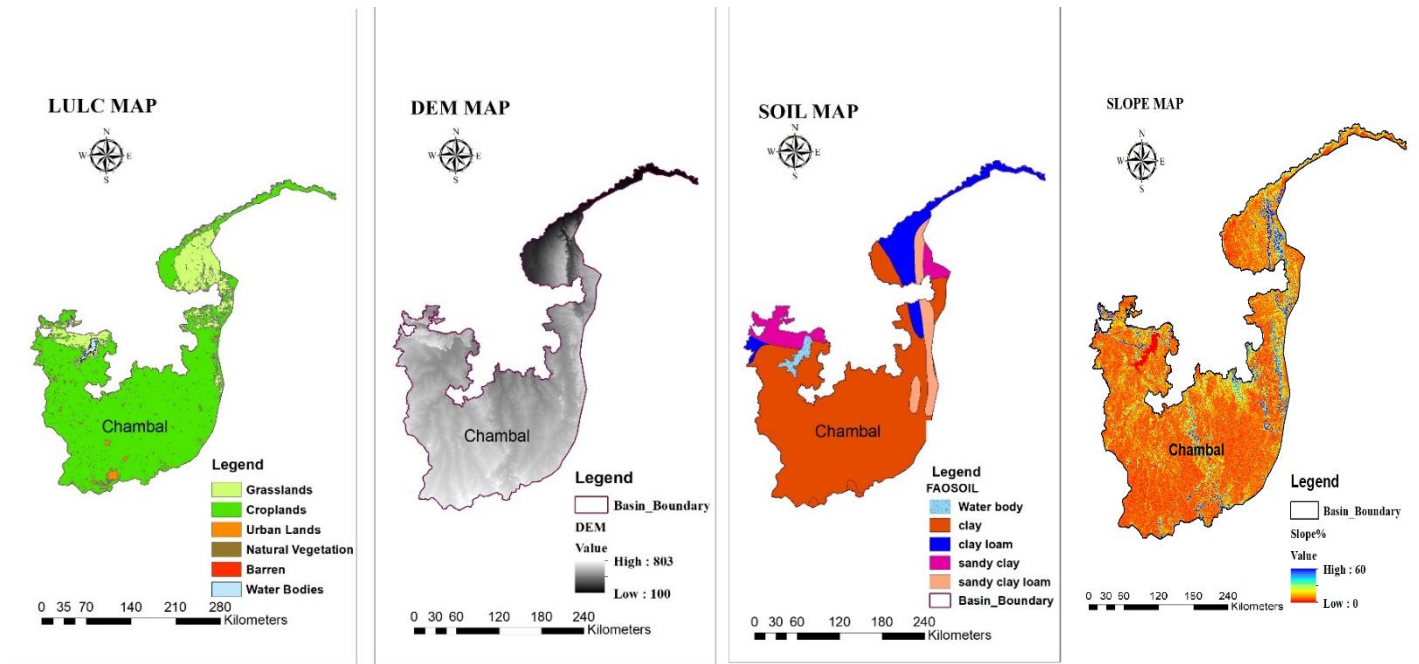 LULC MAP
N
W E
S
Chambal
Legend
Grasslands
Croplands
Urban Lands
Natural Vegetation
Barren
Water Bodies
0 35 70 140 210 280
Kilometers
DEM MAP
N
W E
S
Chambal
Legend
Basin_Boundary
DEM
Value
High : 803
Low : 100
0 30 60 120 180 240
Kilometers
SOIL MAP
N
W E
S
Chambal
Legend
FAOSOIL
Water body
clay
clay loam
sandy clay
sandy clay loam
Basin_Boundary
0 30 60 120 180 240
Kilometers
SLOPE MAP
N
W E
S
Chambal
Legend
Basin_Boundary
Slope%
Value
High : 60
Low : 0
0 30 60 120 180 240
Kilometers